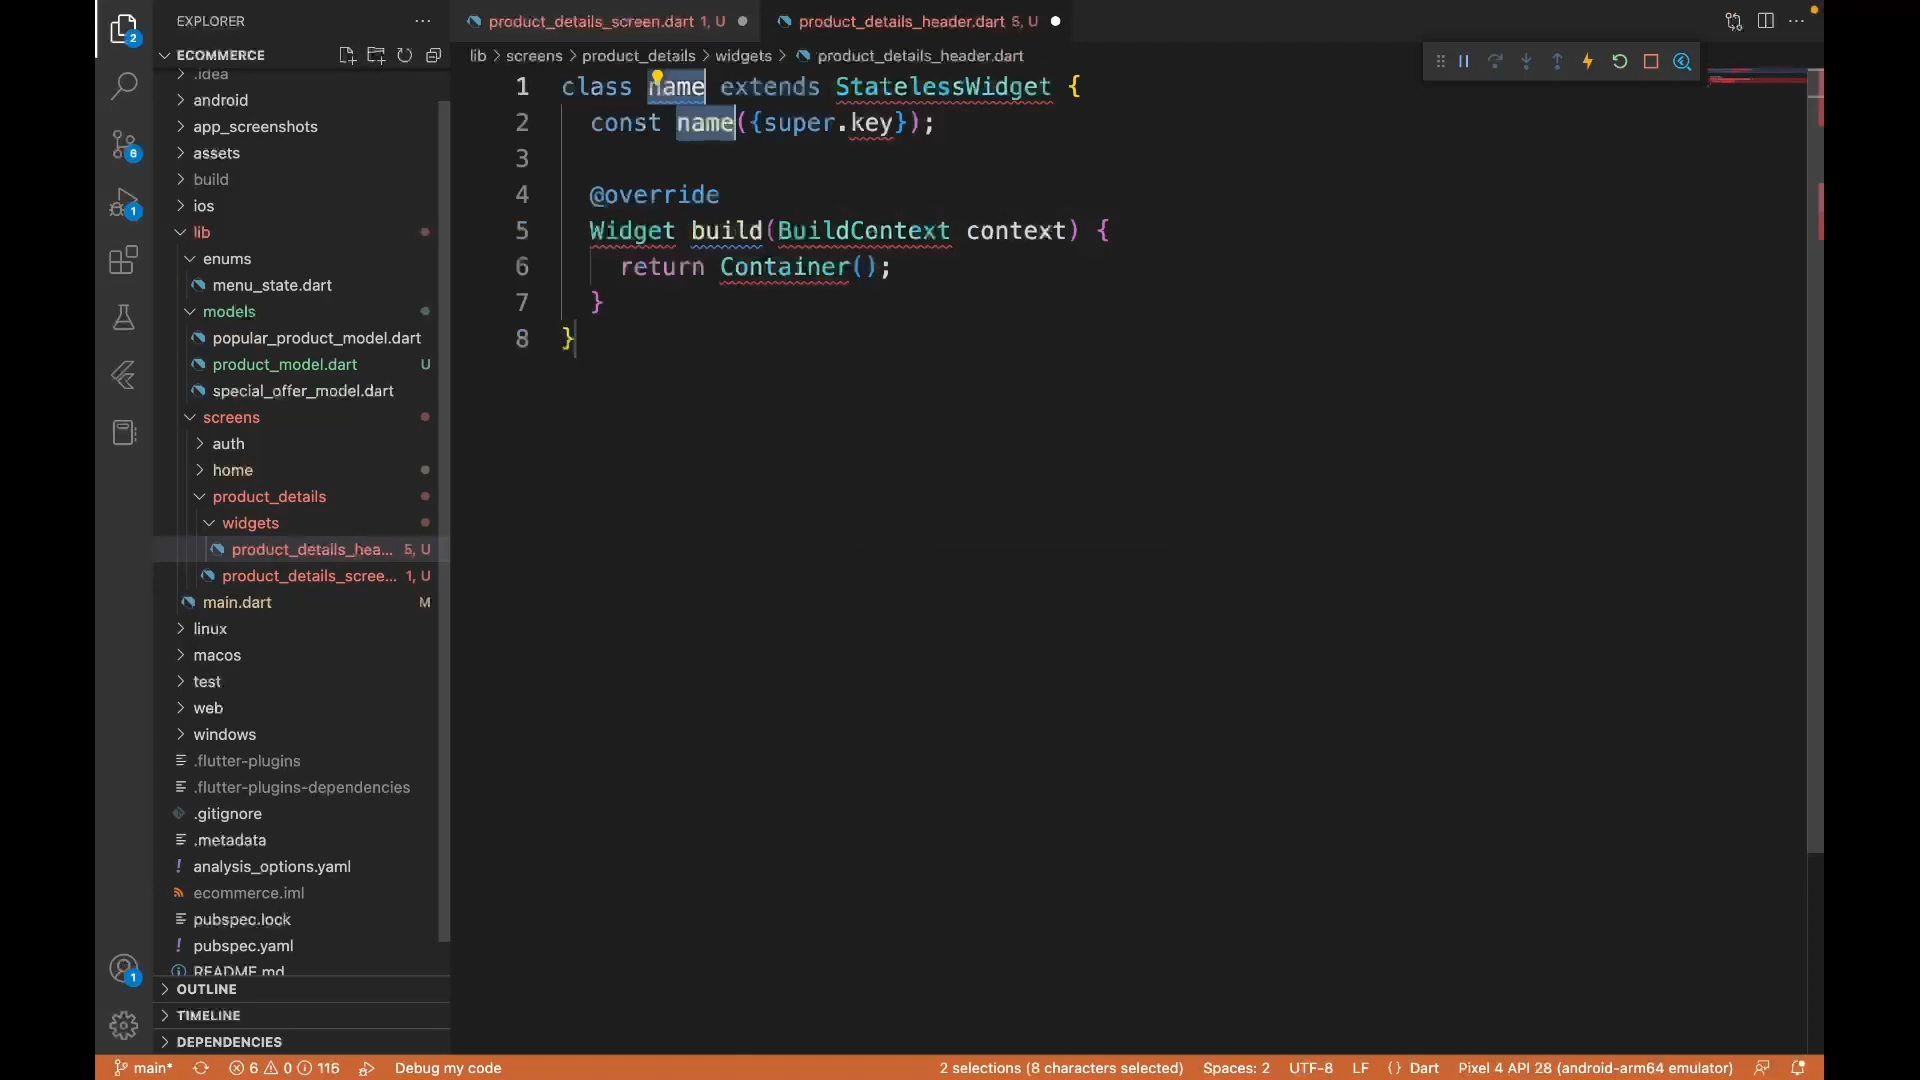 EXPLORER
ECOMMERCE
.idea
android
app_screenshots
assets
build
ios
lib
enums
menu_state.dart
models
popular_product_model.dart
product_model.dart U
special_offer_model.dart
screens
auth
home
product_details
widgets
product_details_hea... 5, U
product_details_scree... 1, U
main.dart M
linux
macos
test
web
windows
.flutter-plugins
.flutter-plugins-dependencies
.gitignore
.metadata
analysis_options.yaml
ecommerce.iml
pubspec.lock
pubspec.yaml
README.md
OUTLINE
TIMELINE
DEPENDENCIES
2
6
1
1
product_details_screen.dart 1, U
product_details_header.dart 5, U
lib > screens > product_details > widgets > product_details_header.dart
1 class name extends StatelessWidget {
2 const name({super.key});
3
4 @override
5 Widget build(BuildContext context) {
6 return Container();
7 }
8 }
main* 6 0 116 Debug my code 2 selections (8 characters selected) Spaces: 2 UTF-8 LF {} Dart Pixel 4 API 28 (android-arm64 emulator)